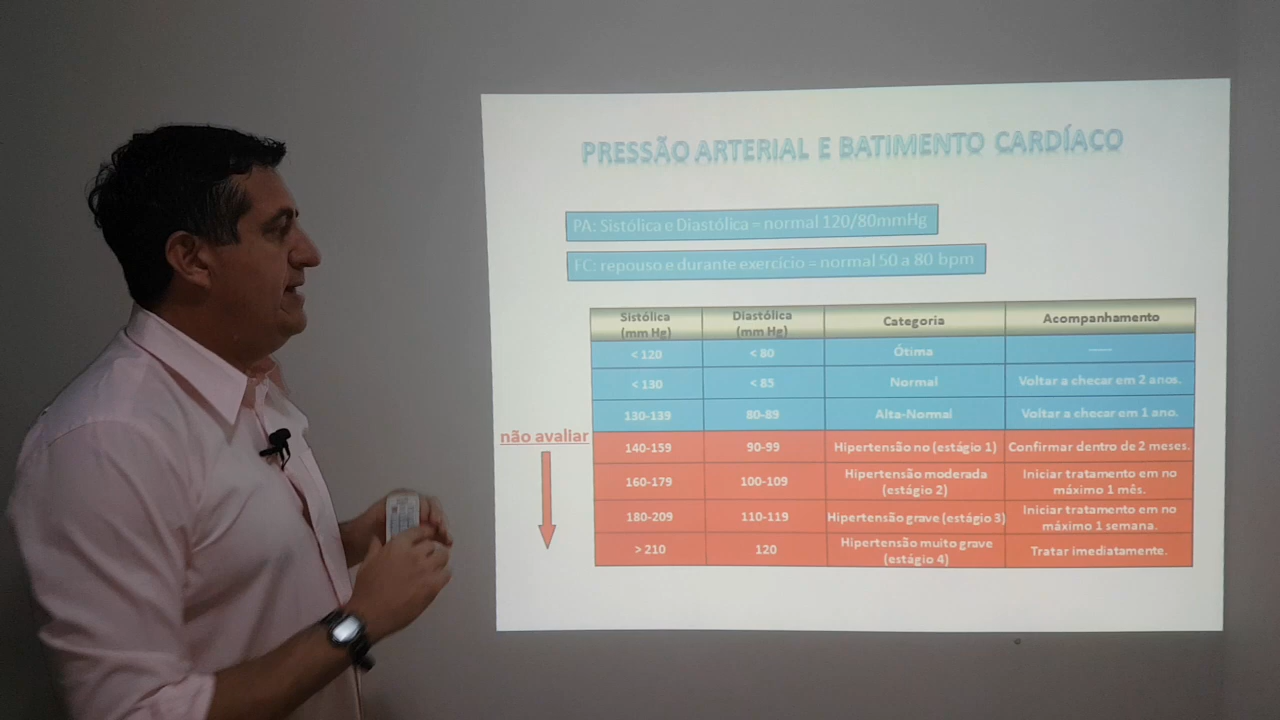 PRESSÃO ARTERIAL E BATIMENTO CARDÍACO
PA: Sistólica e Diastólica = normal 120/80mmHg
FC: repouso e durante exercício = normal 50 a 80 bpm
Sistólica (mm Hg) Diastólica (mm Hg) Categoria Acompanhamento
< 120 < 80 Ótima -----
< 130 < 85 Normal Voltar a checar em 2 anos.
130-139 80-89 Alta-Normal Voltar a checar em 1 ano.
não avaliar
140-159 90-99 Hipertensão no (estágio 1) Confirmar dentro de 2 meses.
160-179 100-109 Hipertensão moderada (estágio 2) Iniciar tratamento em no máximo 1 mês.
180-209 110-119 Hipertensão grave (estágio 3) Iniciar tratamento em no máximo 1 semana.
> 210 120 Hipertensão muito grave (estágio 4) Tratar imediatamente.